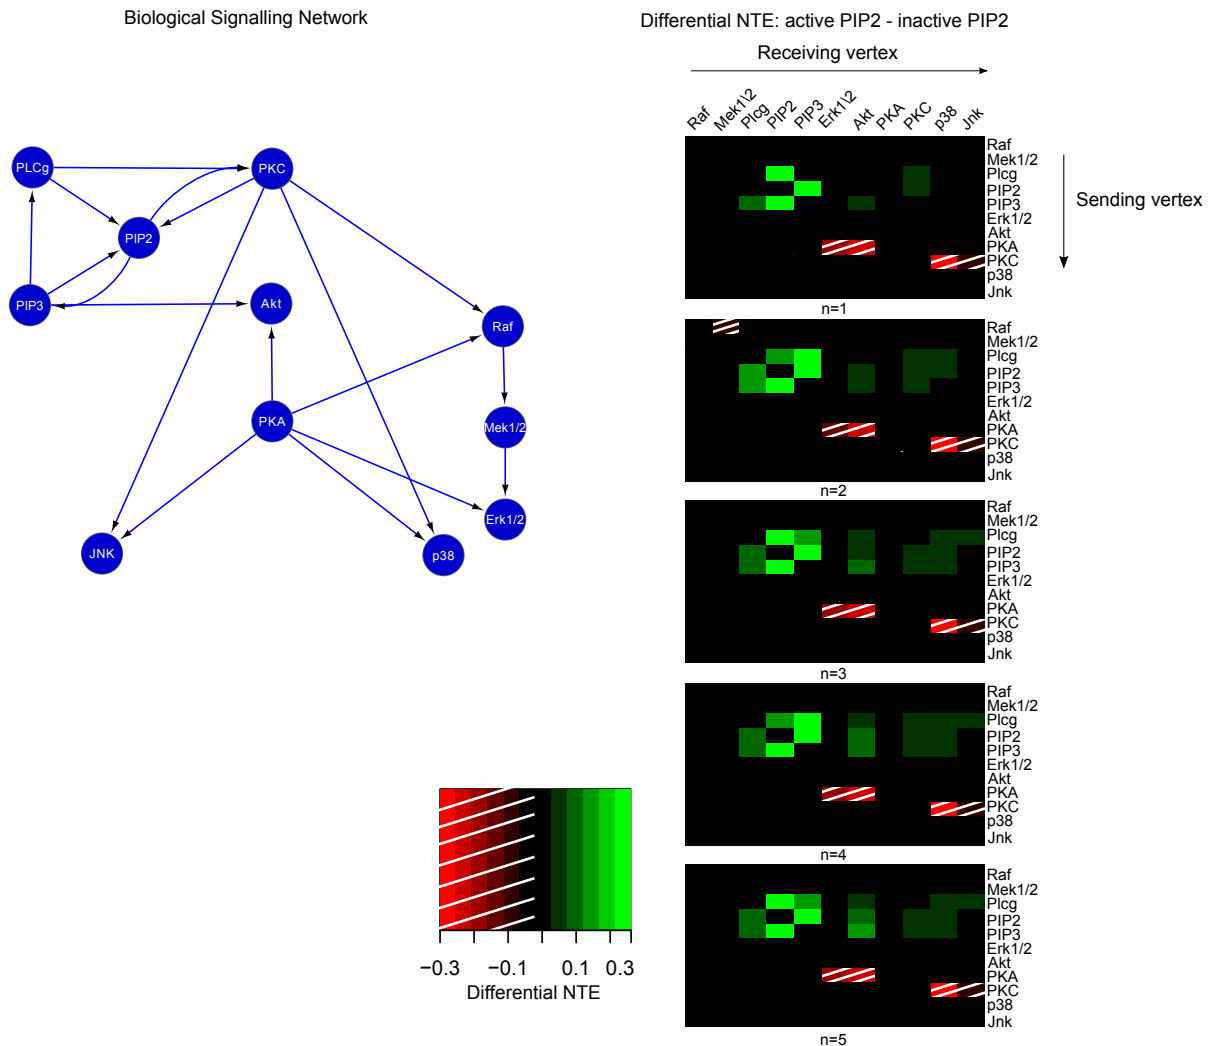 Biological Signalling Network
Differential NTE: active PIP2 - inactive PIP2
Receiving vertex
Raf Mek1\2 Plcg PIP2 PIP3 Erk1\2 Akt PKA PKC p38 Jnk
PLCg
PKC
PIP2
PIP3
Akt
Raf
PKA
Mek1/2
Erk1/2
JNK
p38
Raf
Mek1/2
Plcg
PIP2
PIP3
Erk1/2
Akt
PKA
PKC
p38
Jnk
Sending vertex
n=1
Raf
Mek1/2
Plcg
PIP2
PIP3
Erk1/2
Akt
PKA
PKC
p38
Jnk
n=2
Raf
Mek1/2
Plcg
PIP2
PIP3
Erk1/2
Akt
PKA
PKC
p38
Jnk
n=3
Raf
Mek1/2
Plcg
PIP2
PIP3
Erk1/2
Akt
PKA
PKC
p38
Jnk
n=4
Raf
Mek1/2
Plcg
PIP2
PIP3
Erk1/2
Akt
PKA
PKC
p38
Jnk
n=5
−0.3 −0.1 0.1 0.3
Differential NTE